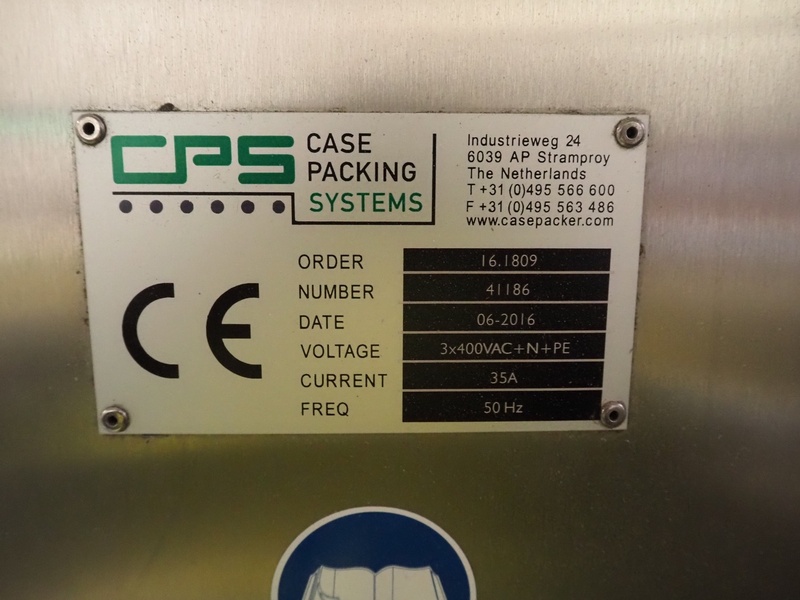 CPS
CASE
PACKING
SYSTEMS
Industrieweg 24
6039 AP Stramproy
The Netherlands
T +31 (0)495 566 600
F +31 (0)495 563 486
www.casepacker.com
CE
ORDER 16.1809
NUMBER 41186
DATE 06-2016
VOLTAGE 3x400VAC+N+PE
CURRENT 35A
FREQ 50 Hz